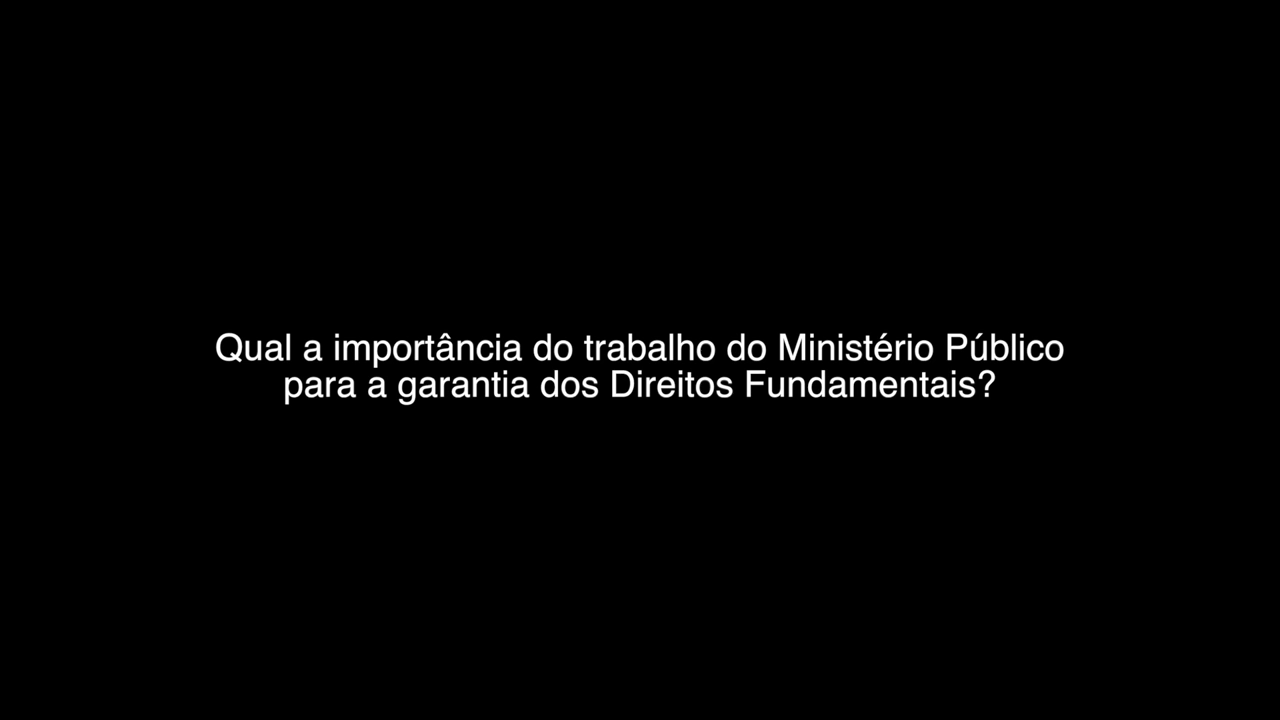 Qual a importância do trabalho do Ministério Público
para a garantia dos Direitos Fundamentais?